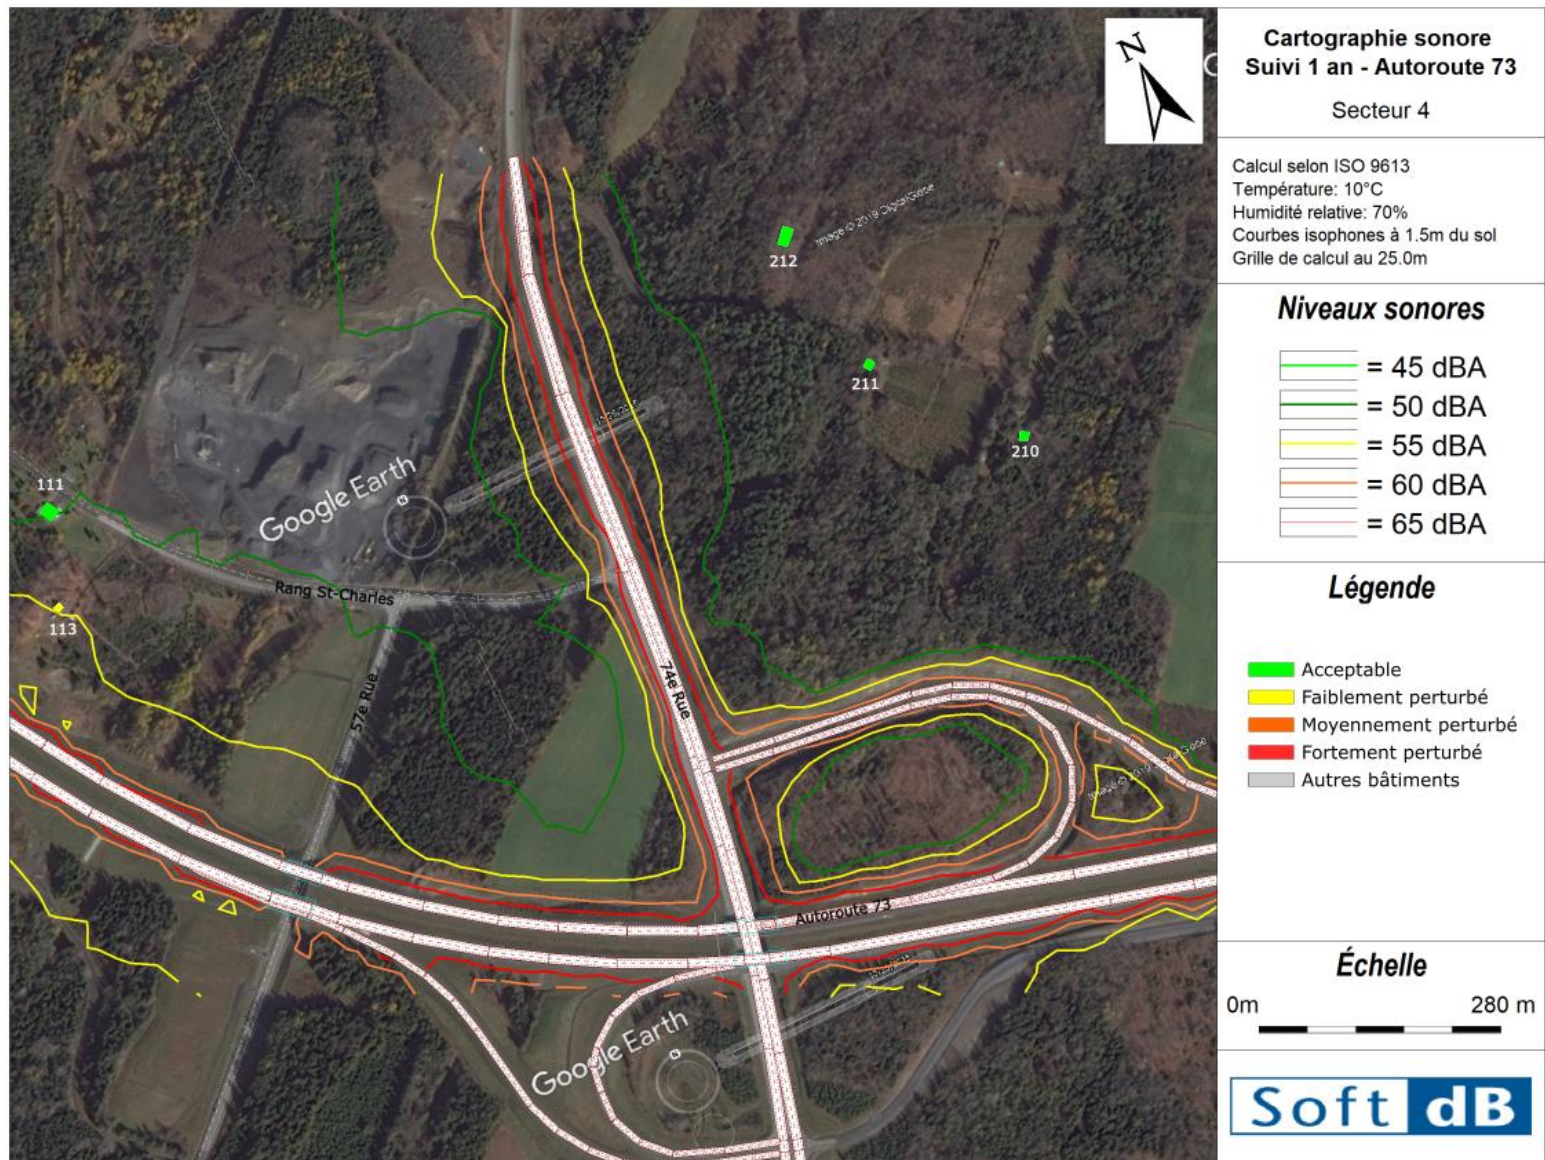 Cartographie sonore
Suivi 1 an - Autoroute 73
Secteur 4
Calcul selon ISO 9613
Température: 10°C
Humidité relative: 70%
Courbes isophones à 1.5m du sol
Grille de calcul au 25.0m
Niveaux sonores
= 45 dBA
= 50 dBA
= 55 dBA
= 60 dBA
= 65 dBA
Légende
Acceptable
Faiblement perturbé
Moyennement perturbé
Fortement perturbé
Autres bâtiments
Échelle
0m 280 m
Soft dB
N
Image © 2019 DigitalGlobe
212
211
210
111
Google Earth
Rang St-Charles
113
57e Rue
74e Rue
Autoroute 73
Google Earth